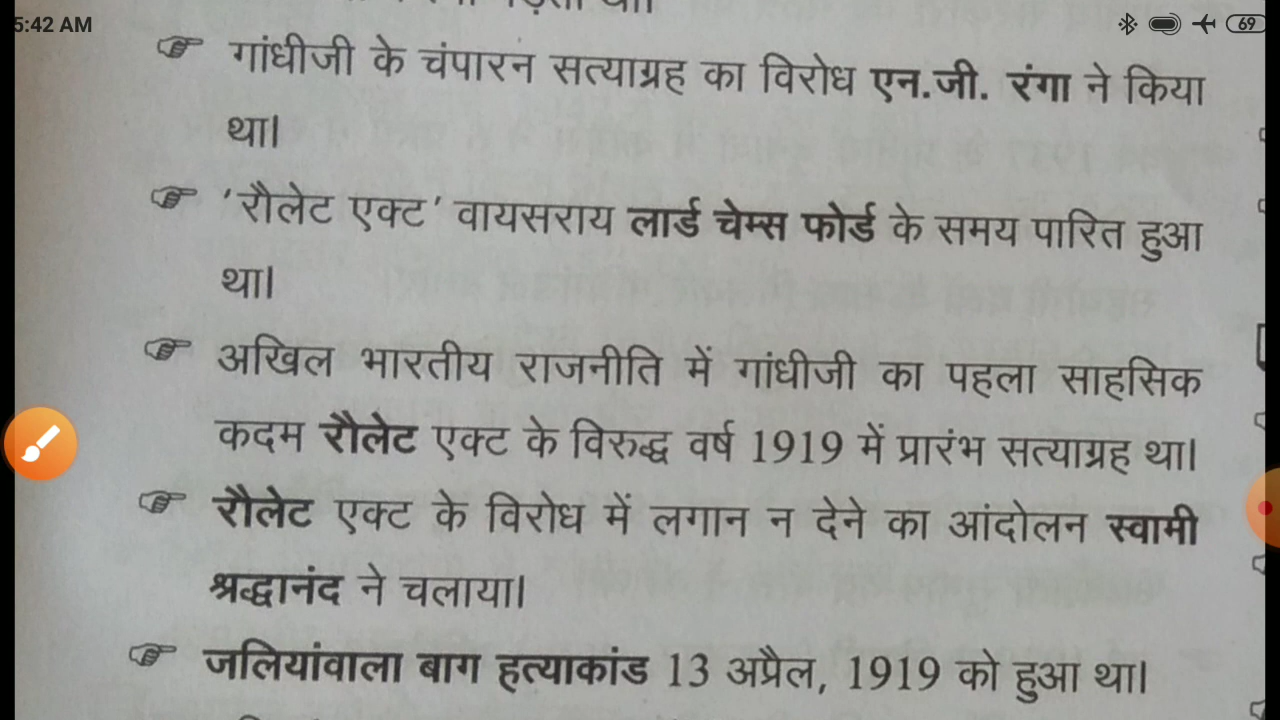 5:42 AM
69
गांधीजी के चंपारन सत्याग्रह का विरोध एन.जी. रंगा ने किया
था।
'रौलेट एक्ट' वायसराय लार्ड चेम्स फोर्ड के समय पारित हुआ
था।
अखिल भारतीय राजनीति में गांधीजी का पहला साहसिक
कदम रौलेट एक्ट के विरुद्ध वर्ष 1919 में प्रारंभ सत्याग्रह था।
रौलेट एक्ट के विरोध में लगान न देने का आंदोलन स्वामी
श्रद्धानंद ने चलाया।
जलियांवाला बाग हत्याकांड 13 अप्रैल, 1919 को हुआ था।